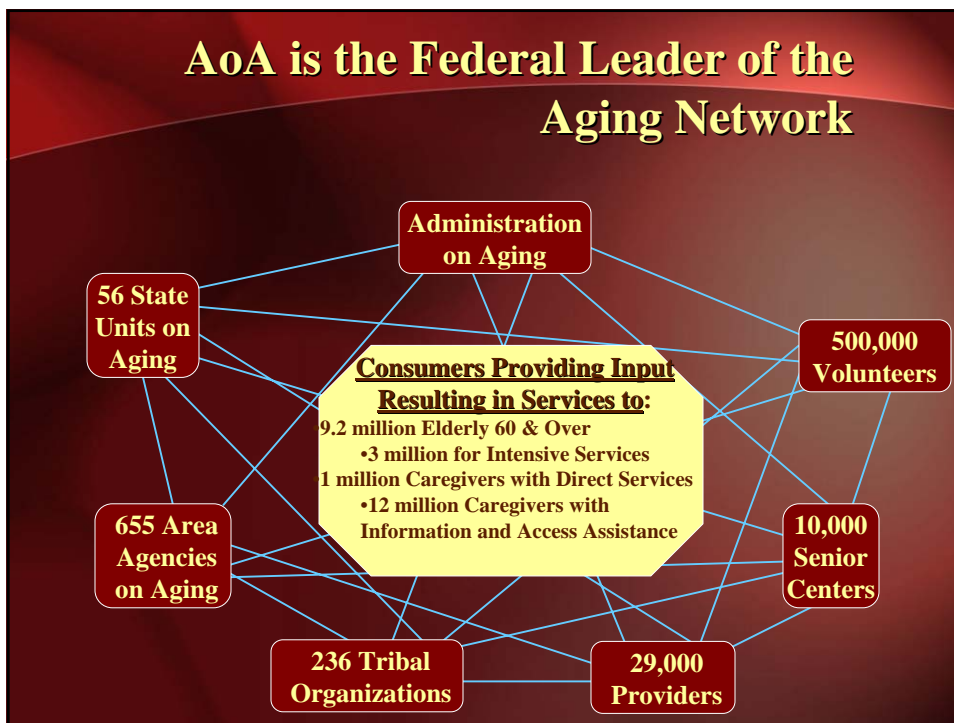 AoA is the Federal Leader of the
Aging Network
Administration
on Aging
56 State
Units on
Aging
500,000
Volunteers
Consumers Providing Input
Resulting in Services to:
•9.2 million Elderly 60 & Over
•3 million for Intensive Services
•1 million Caregivers with Direct Services
•12 million Caregivers with
Information and Access Assistance
655 Area
Agencies
on Aging
10,000
Senior
Centers
236 Tribal
Organizations
29,000
Providers